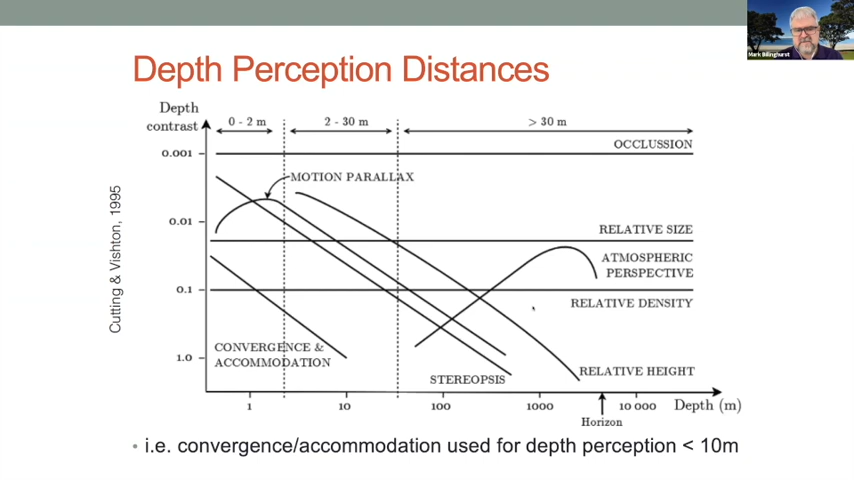 Mark Billinghurst
Depth Perception Distances
Depth
contrast
0 - 2 m
2 - 30 m
> 30 m
OCCLUSSION
0.001
MOTION PARALLAX
0.01
RELATIVE SIZE
ATMOSPHERIC
PERSPECTIVE
0.1
RELATIVE DENSITY
CONVERGENCE &
ACCOMMODATION
1.0
STEREOPSIS
RELATIVE HEIGHT
1
10
100
1000
10 000
Depth (m)
Horizon
Cutting & Vishton, 1995
• i.e. convergence/accommodation used for depth perception < 10m